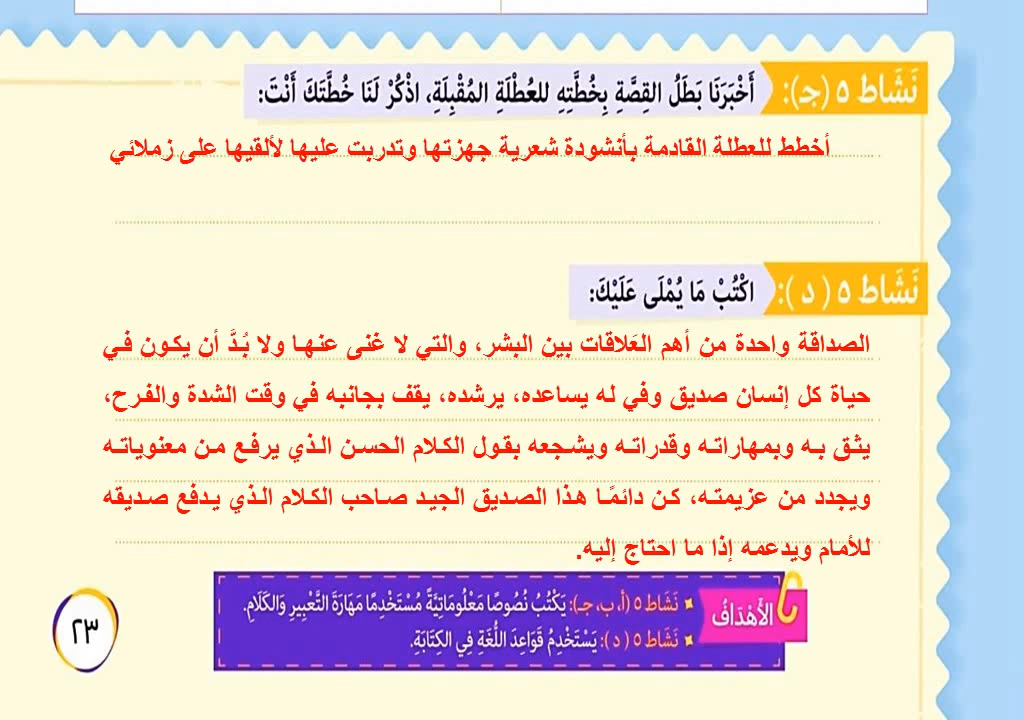 نَشَاط ٥ (جـ): أَخْبَرَنَا بَطَلُ القِصَّةِ بِخُطَّتِهِ للعُطْلَةِ المُقْبِلَةِ، اذْكُرْ لَنَا خُطَّتَكَ أَنْتَ:
أخطط للعطلة القادمة بأنشودة شعرية جهزتها وتدربت عليها لألقيها على زملائي
نَشَاط ٥ ( د ): اكْتُبْ مَا يُمْلَى عَلَيْكَ:
الصداقة واحدة من أهم العَلاقات بين البشر، والتي لا غنى عنها ولا بُدَّ أن يكون في
حياة كل إنسان صديق وفي له يساعده، يرشده، يقف بجانبه في وقت الشدة والفرح،
يثق به وبمهاراته وقدراته ويشجعه بقول الكلام الحسن الذي يرفع من معنوياته
ويجدد من عزيمته، كن دائمًا هذا الصديق الجيد صاحب الكلام الذي يدفع صديقه
للأمام ويدعمه إذا ما احتاج إليه.
الأَهْدَافُ
نَشَاط ٥ (أ، ب، جـ): يَكْتُبُ نُصُوصًا مَعْلُومَاتِيَّةً مُسْتَخْدِمًا مَهَارَةَ التَّعْبِيرِ وَالكَلَامِ.
نَشَاط ٥ ( د ): يَسْتَخْدِمُ قَوَاعِدَ اللُّغَةِ فِي الكِتَابَةِ.
٢٣